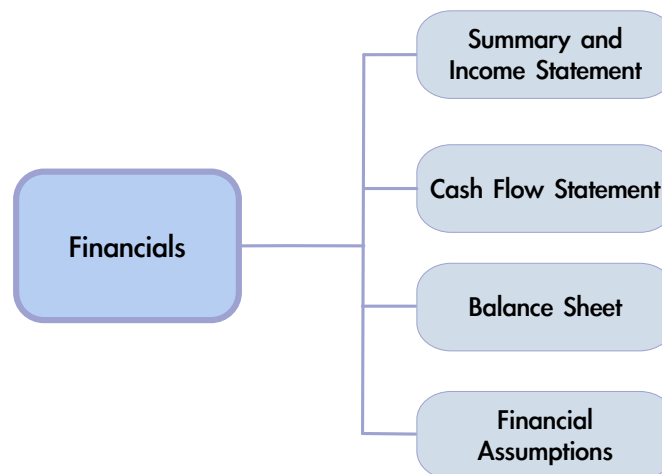 Summary and
Income Statement
Cash Flow Statement
Financials
Balance Sheet
Financial
Assumptions